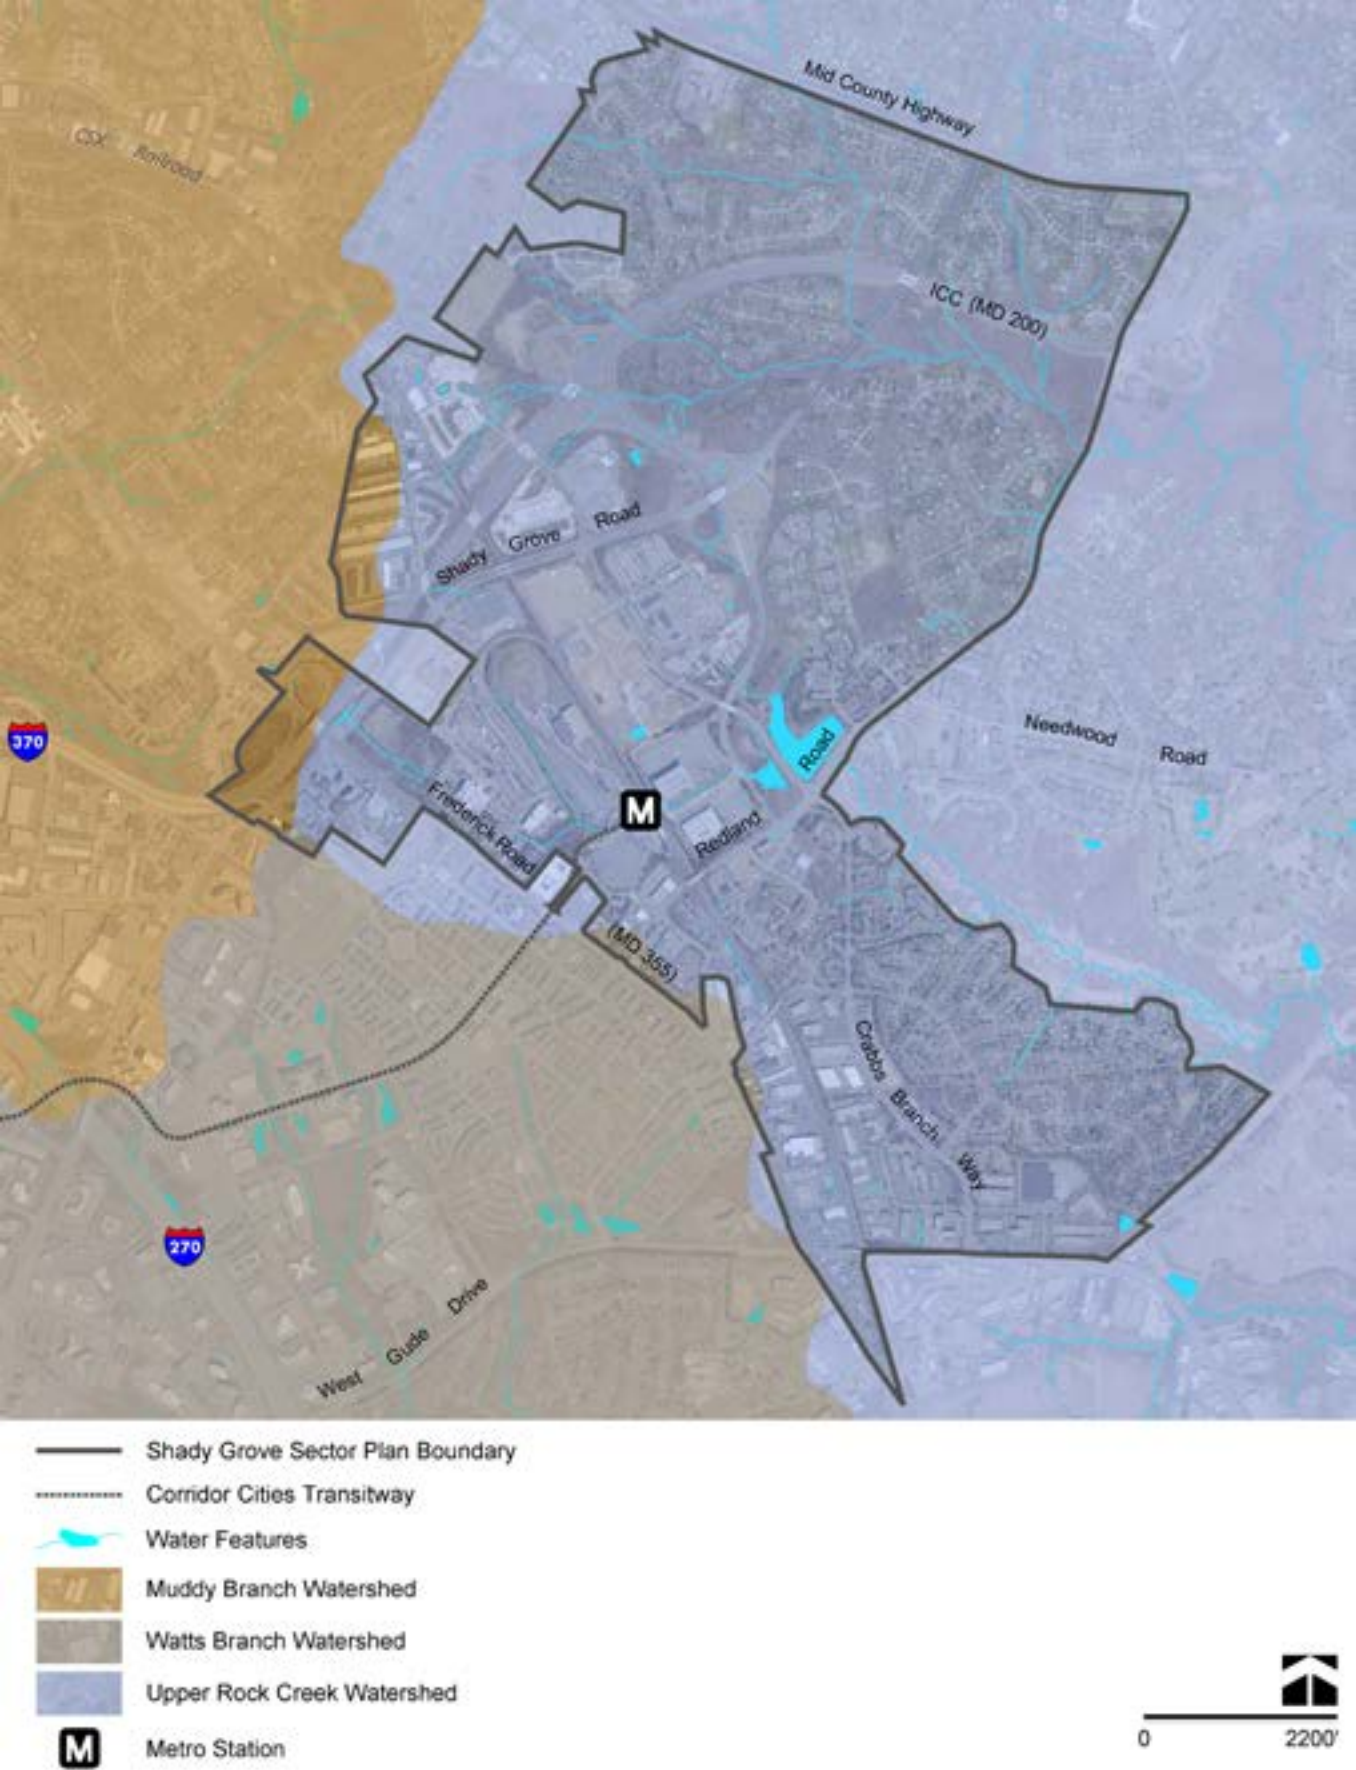 Mid County Highway
CSX Railroad
ICC (MD 200)
Shady Grove Road
370
Needwood Road
Redland Road
M
Frederick Road
(MD 355)
Crabbs Branch Way
270
West Gude Drive
Shady Grove Sector Plan Boundary
Corridor Cities Transitway
Water Features
Muddy Branch Watershed
Watts Branch Watershed
Upper Rock Creek Watershed
M Metro Station
0 2200'